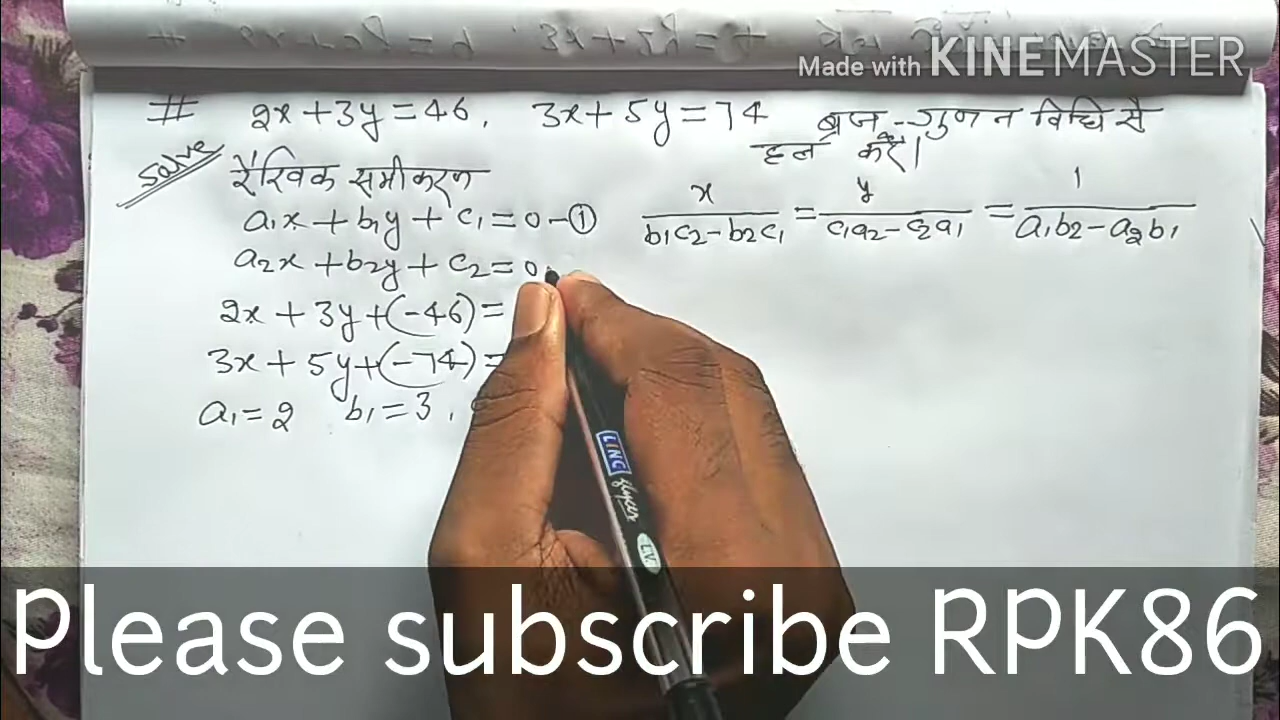 Made with KINEMASTER
# 2x+3y=46, 3x+5y=74 ब्रज-गुणन विधि से
हल करें।
Solve
रैखिक समीकरण
a₁x+b₁y+c₁=0-①
a₂x+b₂y+c₂=0
x/(b₁c₂-b₂c₁)=y/(c₁a₂-c₂a₁)=1/(a₁b₂-a₂b₁)
2x+3y+(-46)=
3x+5y+(-74)=
a₁=2 b₁=3,
LINC glycer L.V.
Please subscribe RPK86